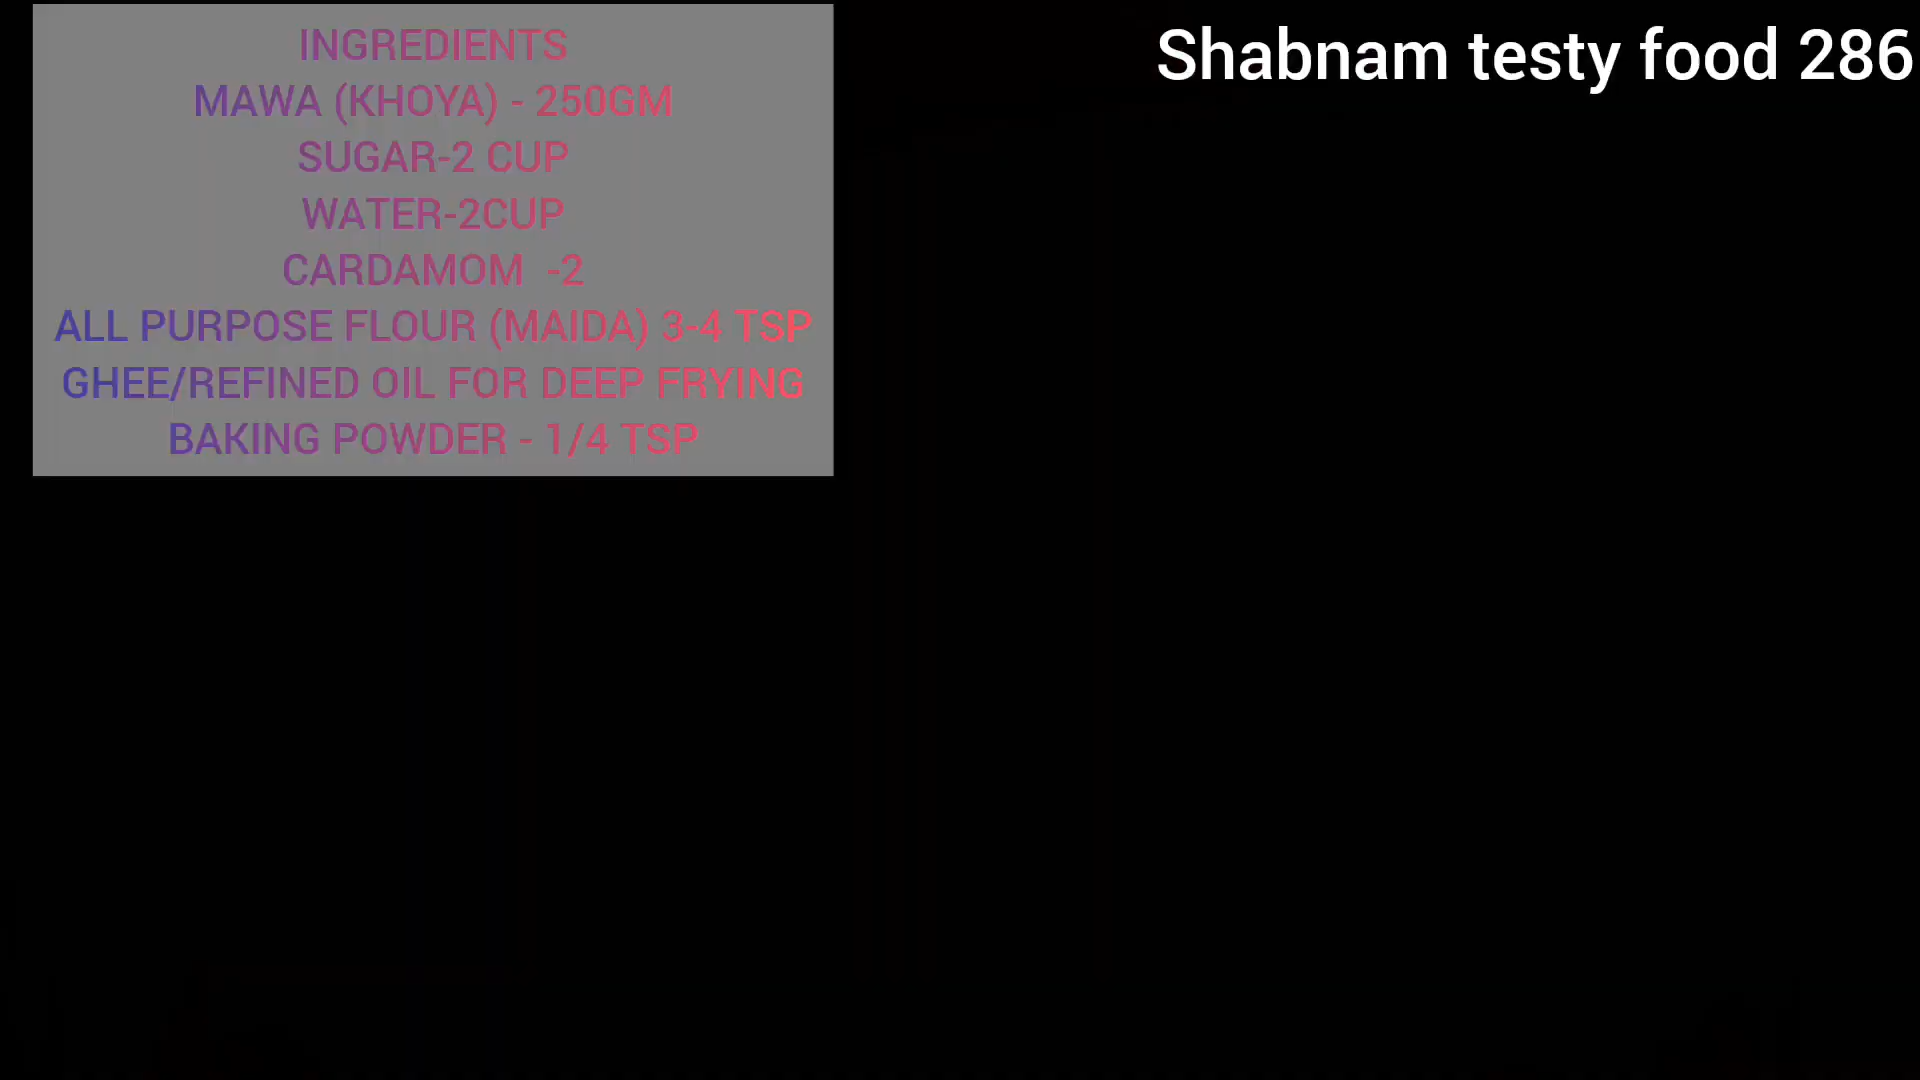 INGREDIENTS
MAWA (KHOYA) - 250GM
SUGAR-2 CUP
WATER-2CUP
CARDAMOM  -2
ALL PURPOSE FLOUR (MAIDA) 3-4 TSP
GHEE/REFINED OIL FOR DEEP FRYING
BAKING POWDER - 1/4 TSP
Shabnam testy food 286